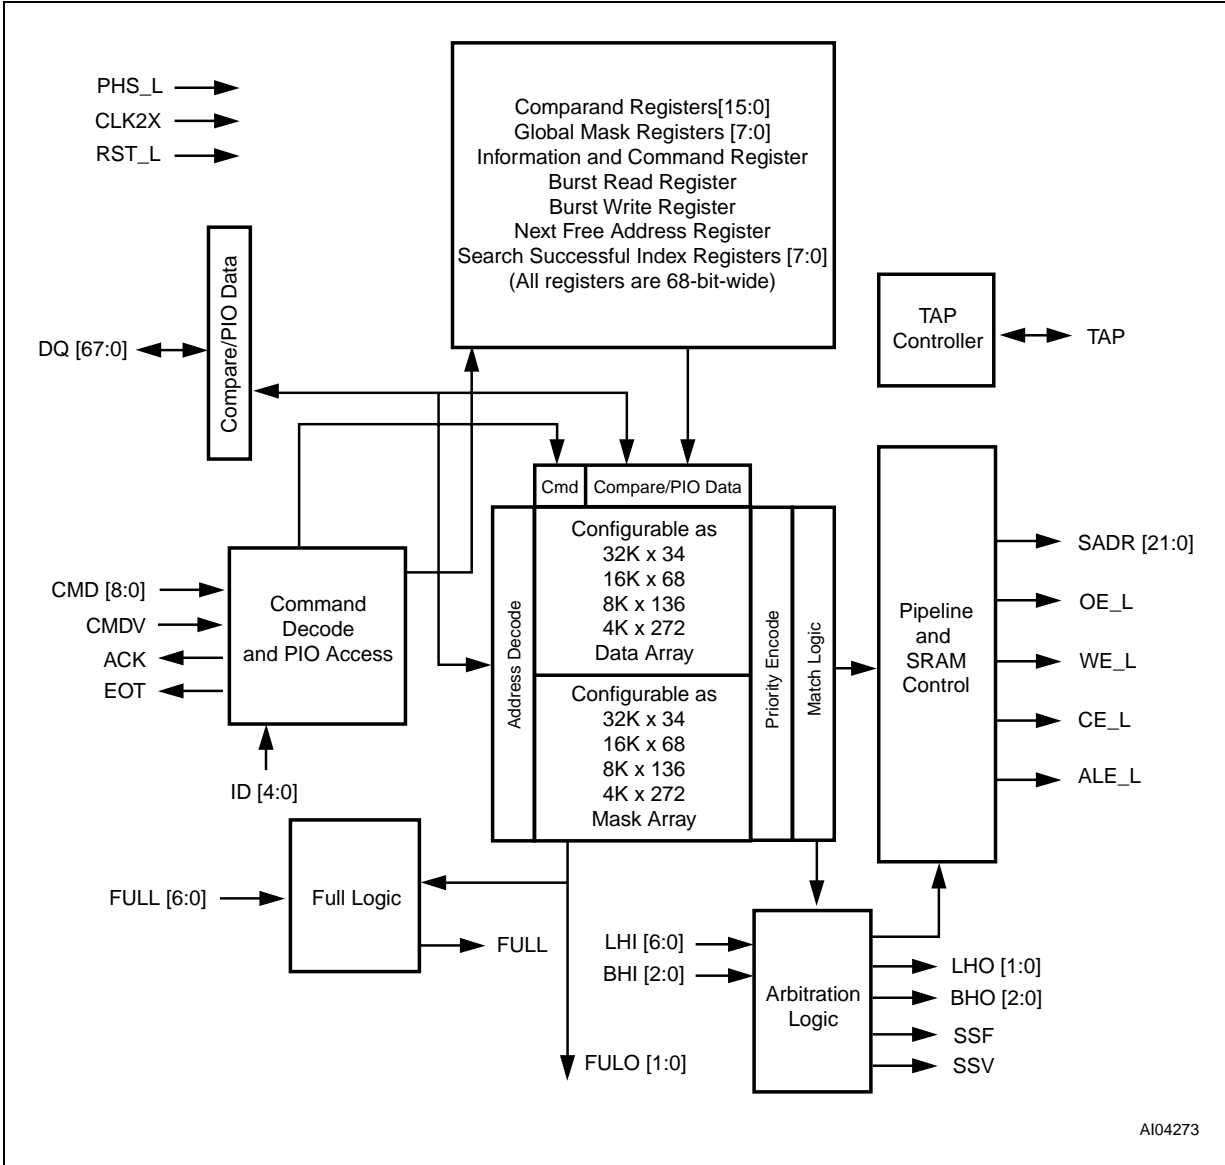 PHS_L
CLK2X
RST_L
Comparand Registers[15:0]
Global Mask Registers [7:0]
Information and Command Register
Burst Read Register
Burst Write Register
Next Free Address Register
Search Successful Index Registers [7:0]
(All registers are 68-bit-wide)
Compare/PIO Data
DQ [67:0]
TAP
Controller
TAP
Cmd
Compare/PIO Data
Address Decode
Configurable as
32K x 34
16K x 68
8K x 136
4K x 272
Data Array
Configurable as
32K x 34
16K x 68
8K x 136
4K x 272
Mask Array
Priority Encode
Match Logic
Pipeline
and
SRAM
Control
SADR [21:0]
OE_L
WE_L
CE_L
ALE_L
CMD [8:0]
CMDV
ACK
EOT
Command
Decode
and PIO Access
ID [4:0]
FULL [6:0]
Full Logic
FULL
FULO [1:0]
LHI [6:0]
BHI [2:0]
Arbitration
Logic
LHO [1:0]
BHO [2:0]
SSF
SSV
AI04273